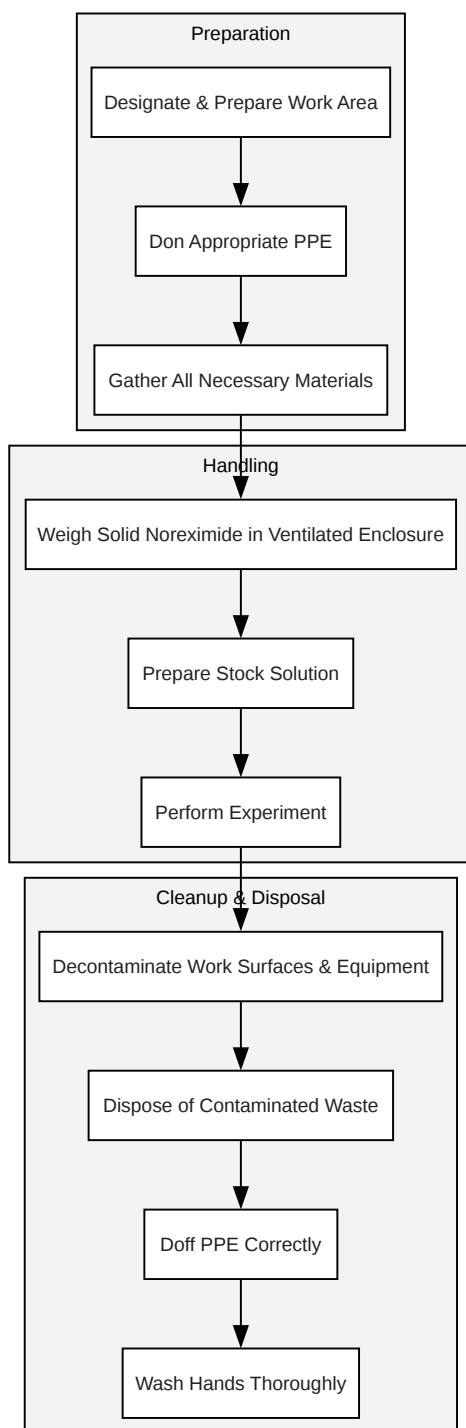 Preparation
Designate & Prepare Work Area
Don Appropriate PPE
Gather All Necessary Materials
Handling
Weigh Solid Noreximide in Ventilated Enclosure
Prepare Stock Solution
Perform Experiment
Cleanup & Disposal
Decontaminate Work Surfaces & Equipment
Dispose of Contaminated Waste
Doff PPE Correctly
Wash Hands Thoroughly